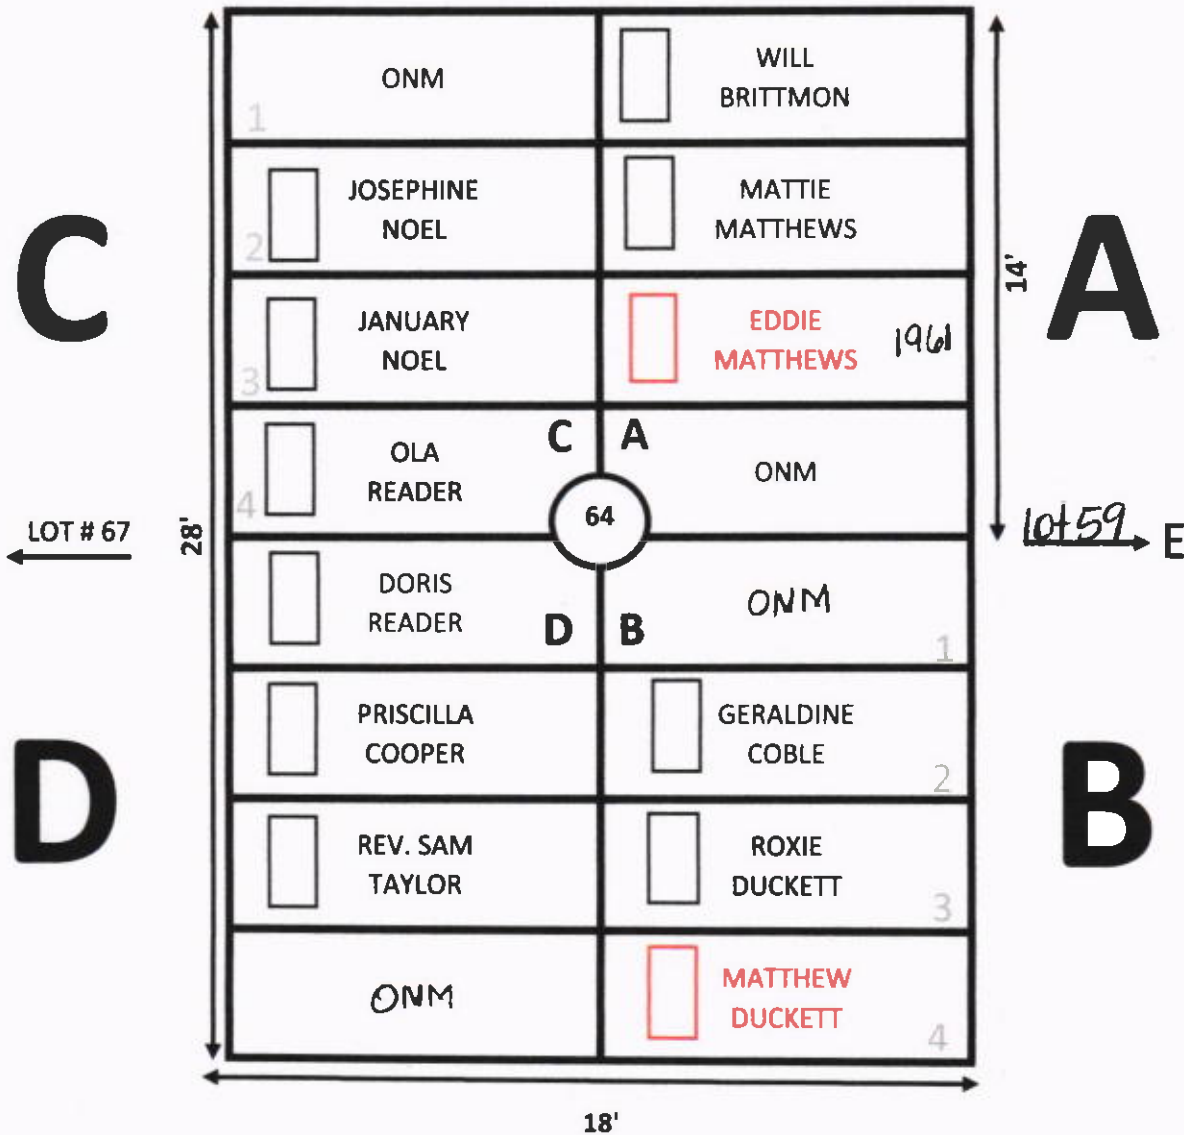 ONM
1
WILL
BRITTMON
JOSEPHINE
NOEL
2
MATTIE
MATTHEWS
C
A
14'
JANUARY
NOEL
3
EDDIE
MATTHEWS
1961
OLA
READER
4
C
A
ONM
64
LOT # 67
28'
lot 59
E
DORIS
READER
D
B
ONM
1
PRISCILLA
COOPER
GERALDINE
COBLE
2
D
B
REV. SAM
TAYLOR
ROXIE
DUCKETT
3
ONM
MATTHEW
DUCKETT
4
18'